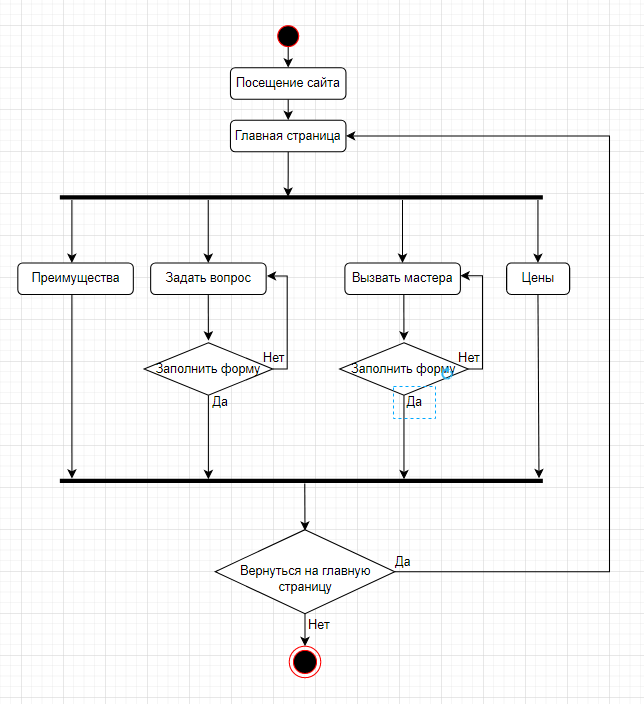 Посещение сайта
Главная страница
Преимущества
Задать вопрос
Вызвать мастера
Цены
Заполнить форму
Нет
Заполнить форму
Нет
Да
Да
Вернуться на главную
страницу
Да
Нет